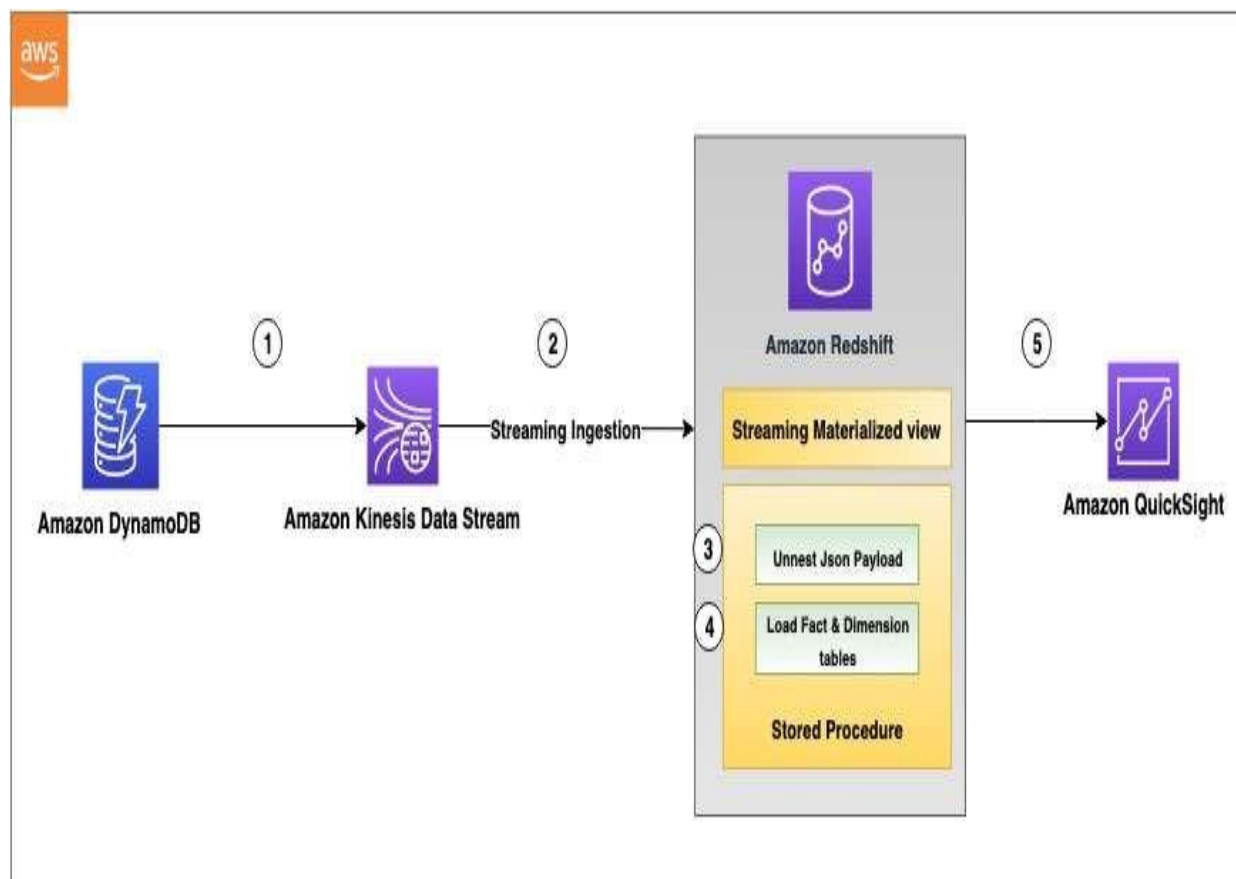 aws
1
2
5
Amazon Redshift
Streaming Ingestion
Streaming Materialized view
Amazon DynamoDB
Amazon Kinesis Data Stream
Amazon QuickSight
3
Unnest Json Payload
4
Load Fact & Dimension
tables
Stored Procedure